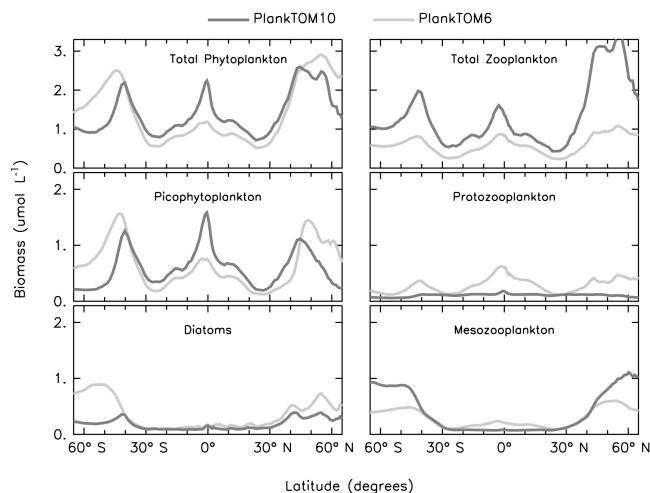 PlankTOM10 PlankTOM6
Total Phytoplankton Total Zooplankton
3.
2.
1.
0.
Picophytoplankton Protozooplankton
2.
1.
0.
Diatoms Mesozooplankton
2.
1.
0.
Biomass (umol L⁻¹)
60° S 30° S 0° 30° N 60° N 60° S 30° S 0° 30° N 60° N
Latitude (degrees)